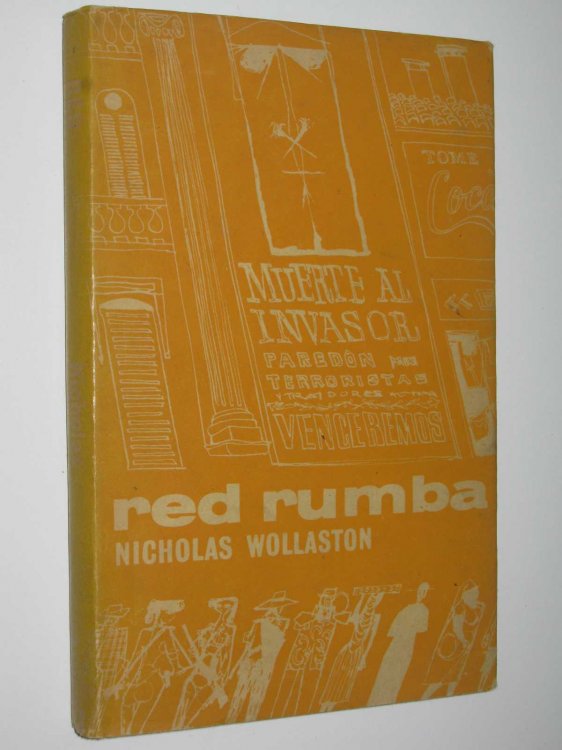 TOME
Coca
MUERTE AL
INVASOR
PAREDÓN PARA
TERRORISTAS
Y TRAIDORES
VENCEREMOS
red rumba
NICHOLAS WOLLASTON